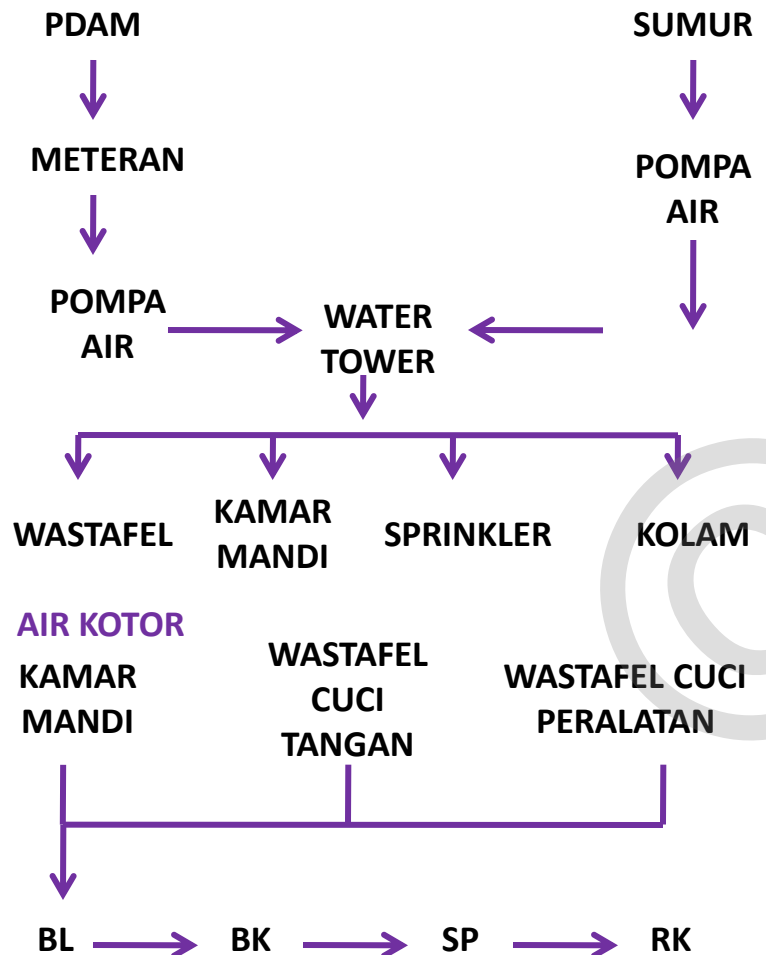 PDAM
SUMUR
METERAN
POMPA
AIR
POMPA
AIR
WATER
TOWER
WASTAFEL
KAMAR
MANDI
SPRINKLER
KOLAM
AIR KOTOR
KAMAR
MANDI
WASTAFEL
CUCI
TANGAN
WASTAFEL CUCI
PERALATAN
BL
BK
SP
RK